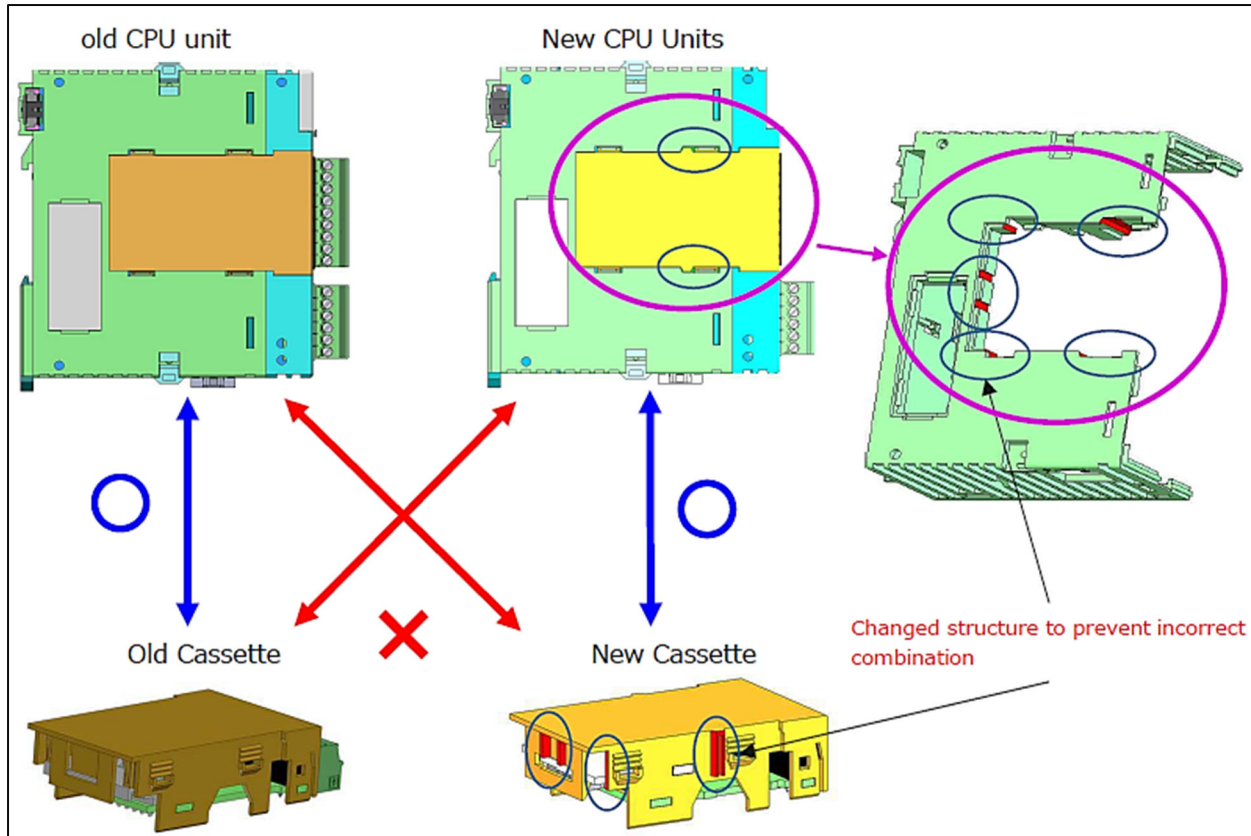 old CPU unit
New CPU Units
Old Cassette
New Cassette
Changed structure to prevent incorrect
combination